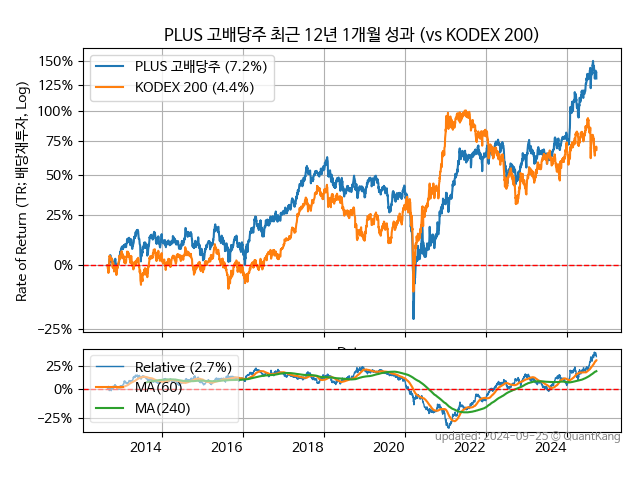 PLUS 고배당주 최근 12년 1개월 성과 (vs KODEX 200)
Rate of Return (TR: 배당재투자, Log)
150%
125%
100%
75%
50%
25%
0%
−25%
PLUS 고배당주 (7.2%)
KODEX 200 (4.4%)
25%
0%
−25%
Relative (2.7%)
MA(60)
MA(240)
2014
2016
2018
2020
2022
2024
updated: 2024-09-25 © QuantKang